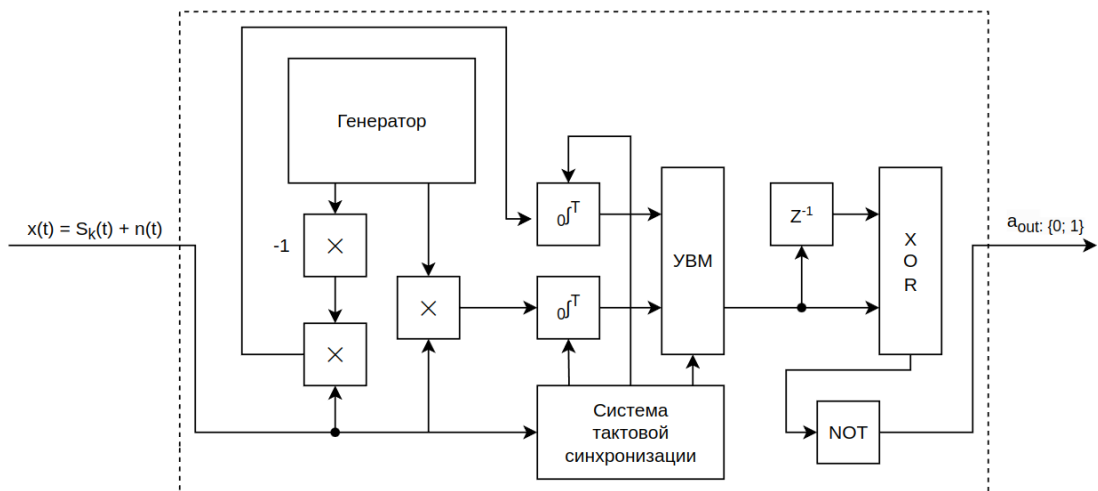 Генератор
x(t) = Sk(t) + n(t)
-1
×
×
×
0∫T
0∫T
УВМ
Z-1
X
O
R
aout: {0; 1}
Система
тактовой
синхронизации
NOT